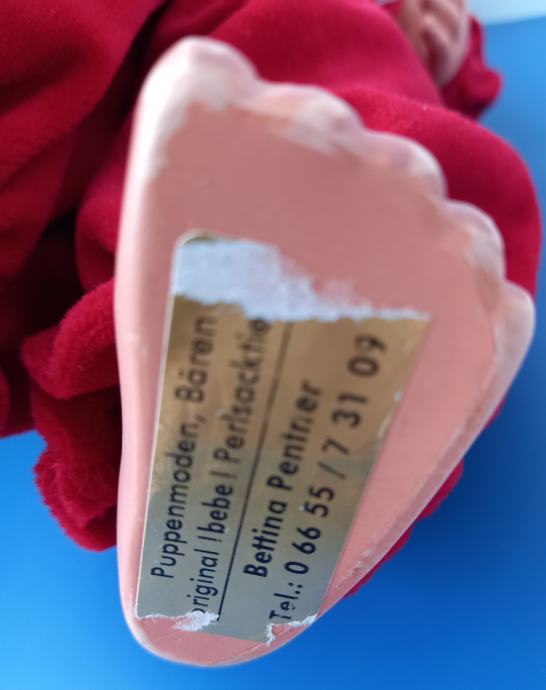 Puppenmoden, Bären
original !bebe! Perlsacktie
Bettina Pentner
Tel.: 0 66 55 / 7 31 09